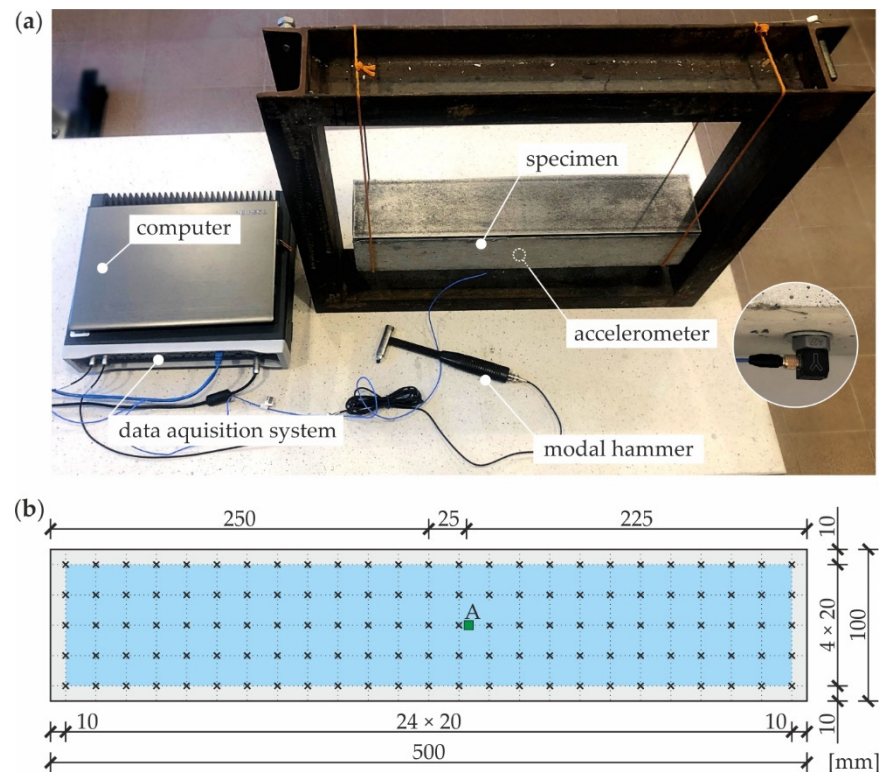 (a)
specimen
computer
accelerometer
data aquisition system
modal hammer
(b)
250
25
225
10
A
4 × 20
100
10
24 × 20
10
10
500
[mm]